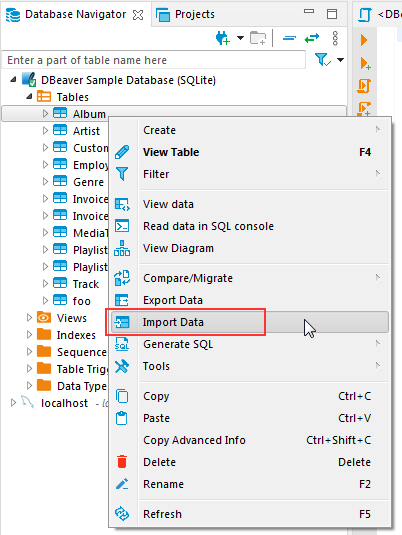 Database Navigator
Projects
<DBe
Enter a part of table name here
DBeaver Sample Database (SQLite)
Tables
Album
Artist
Custom
Employ
Genre
Invoice
Invoice
MediaT
Playlist
Playlist
Track
foo
Views
Indexes
Sequence
Table Trigg
Data Type
localhost
Create
View Table F4
Filter
View data
Read data in SQL console
View Diagram
Compare/Migrate
Export Data
Import Data
Generate SQL
SQL
Tools
Copy Ctrl+C
Paste Ctrl+V
Copy Advanced Info Ctrl+Shift+C
Delete Delete
Rename F2
Refresh F5